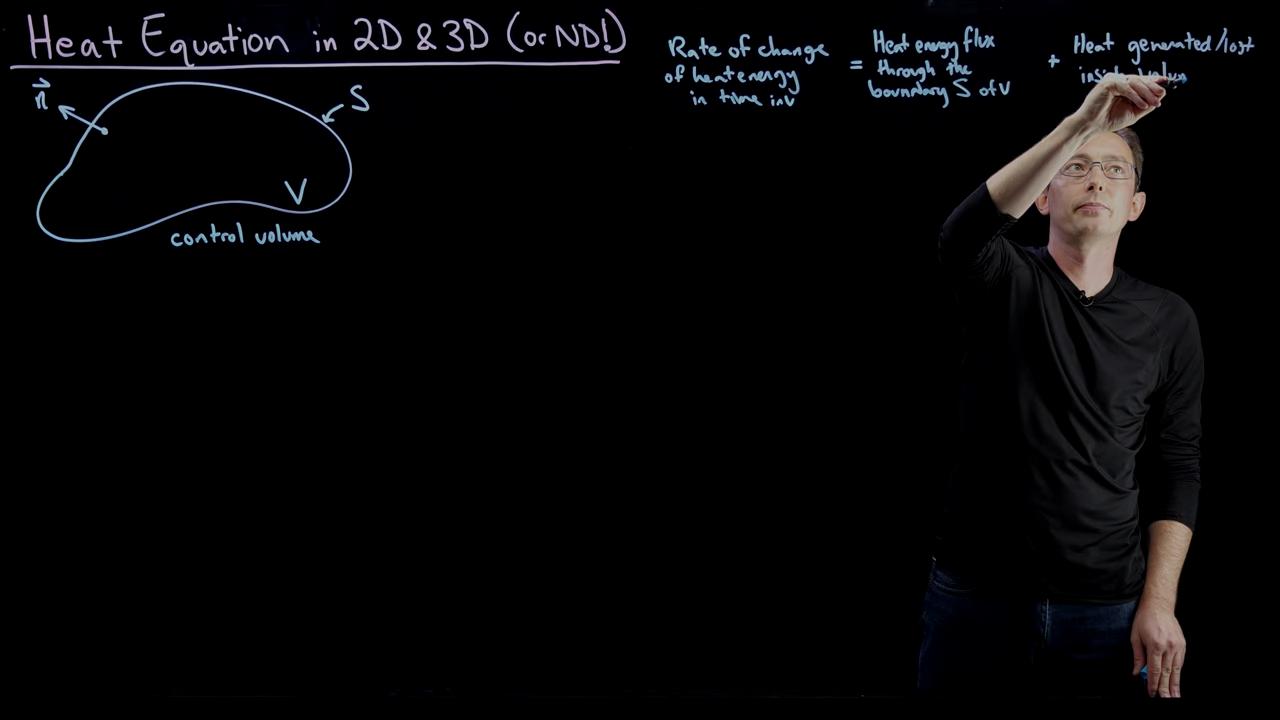 Heat Equation in 2D & 3D (or ND!)
n
S
V
control volume
Rate of change
of heat energy
in time in V
=
Heat energy flux
through the
boundary S of V
+
Heat generated/lost
inside